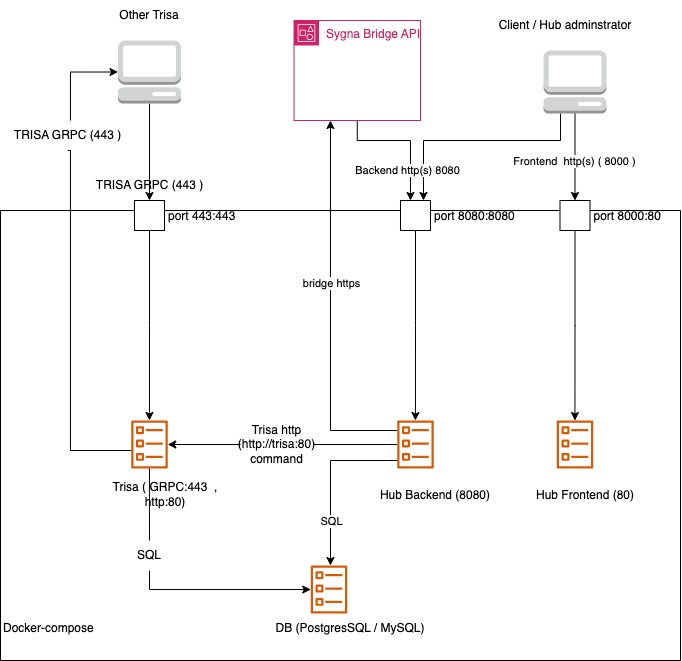 Other Trisa
Sygna Bridge API
Client / Hub adminstrator
TRISA GRPC (443 )
TRISA GRPC (443 )
Backend http(s) 8080
Frontend http(s) ( 8000 )
port 443:443
port 8080:8080
port 8000:80
bridge https
Trisa http
(http://trisa:80)
command
Trisa ( GRPC:443 ,
http:80)
Hub Backend (8080)
Hub Frontend (80)
SQL
SQL
Docker-compose
DB (PostgresSQL / MySQL)